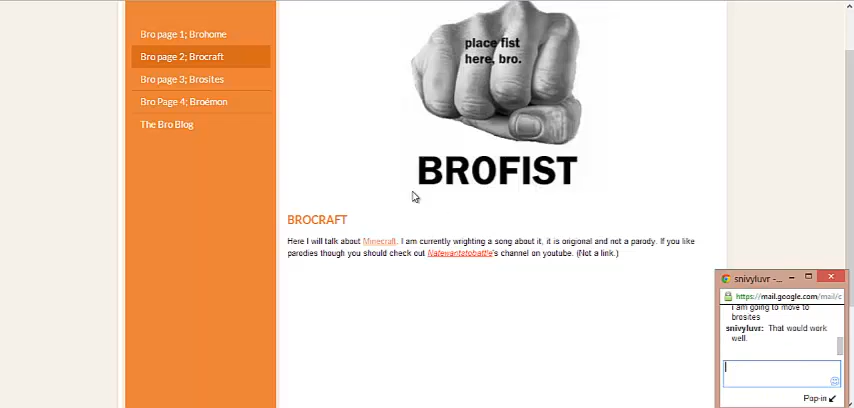 Bro page 1; Brohome
Bro page 2; Brocraft
Bro page 3; Brosites
Bro Page 4; Broémon
The Bro Blog
place fist
here, bro.
BROFIST
BROCRAFT
Here I will talk about Minecraft. I am currently wrighting a song about it, it is origional and not a parody. If you like
parodies though you should check out Natewantstobattle's channel on youtube. (Not a link.)
snivyluvr -...
https://mail.google.com/mail/c
i am going to move to
brosites
snivyluvr: That would work
well.
Pop-in